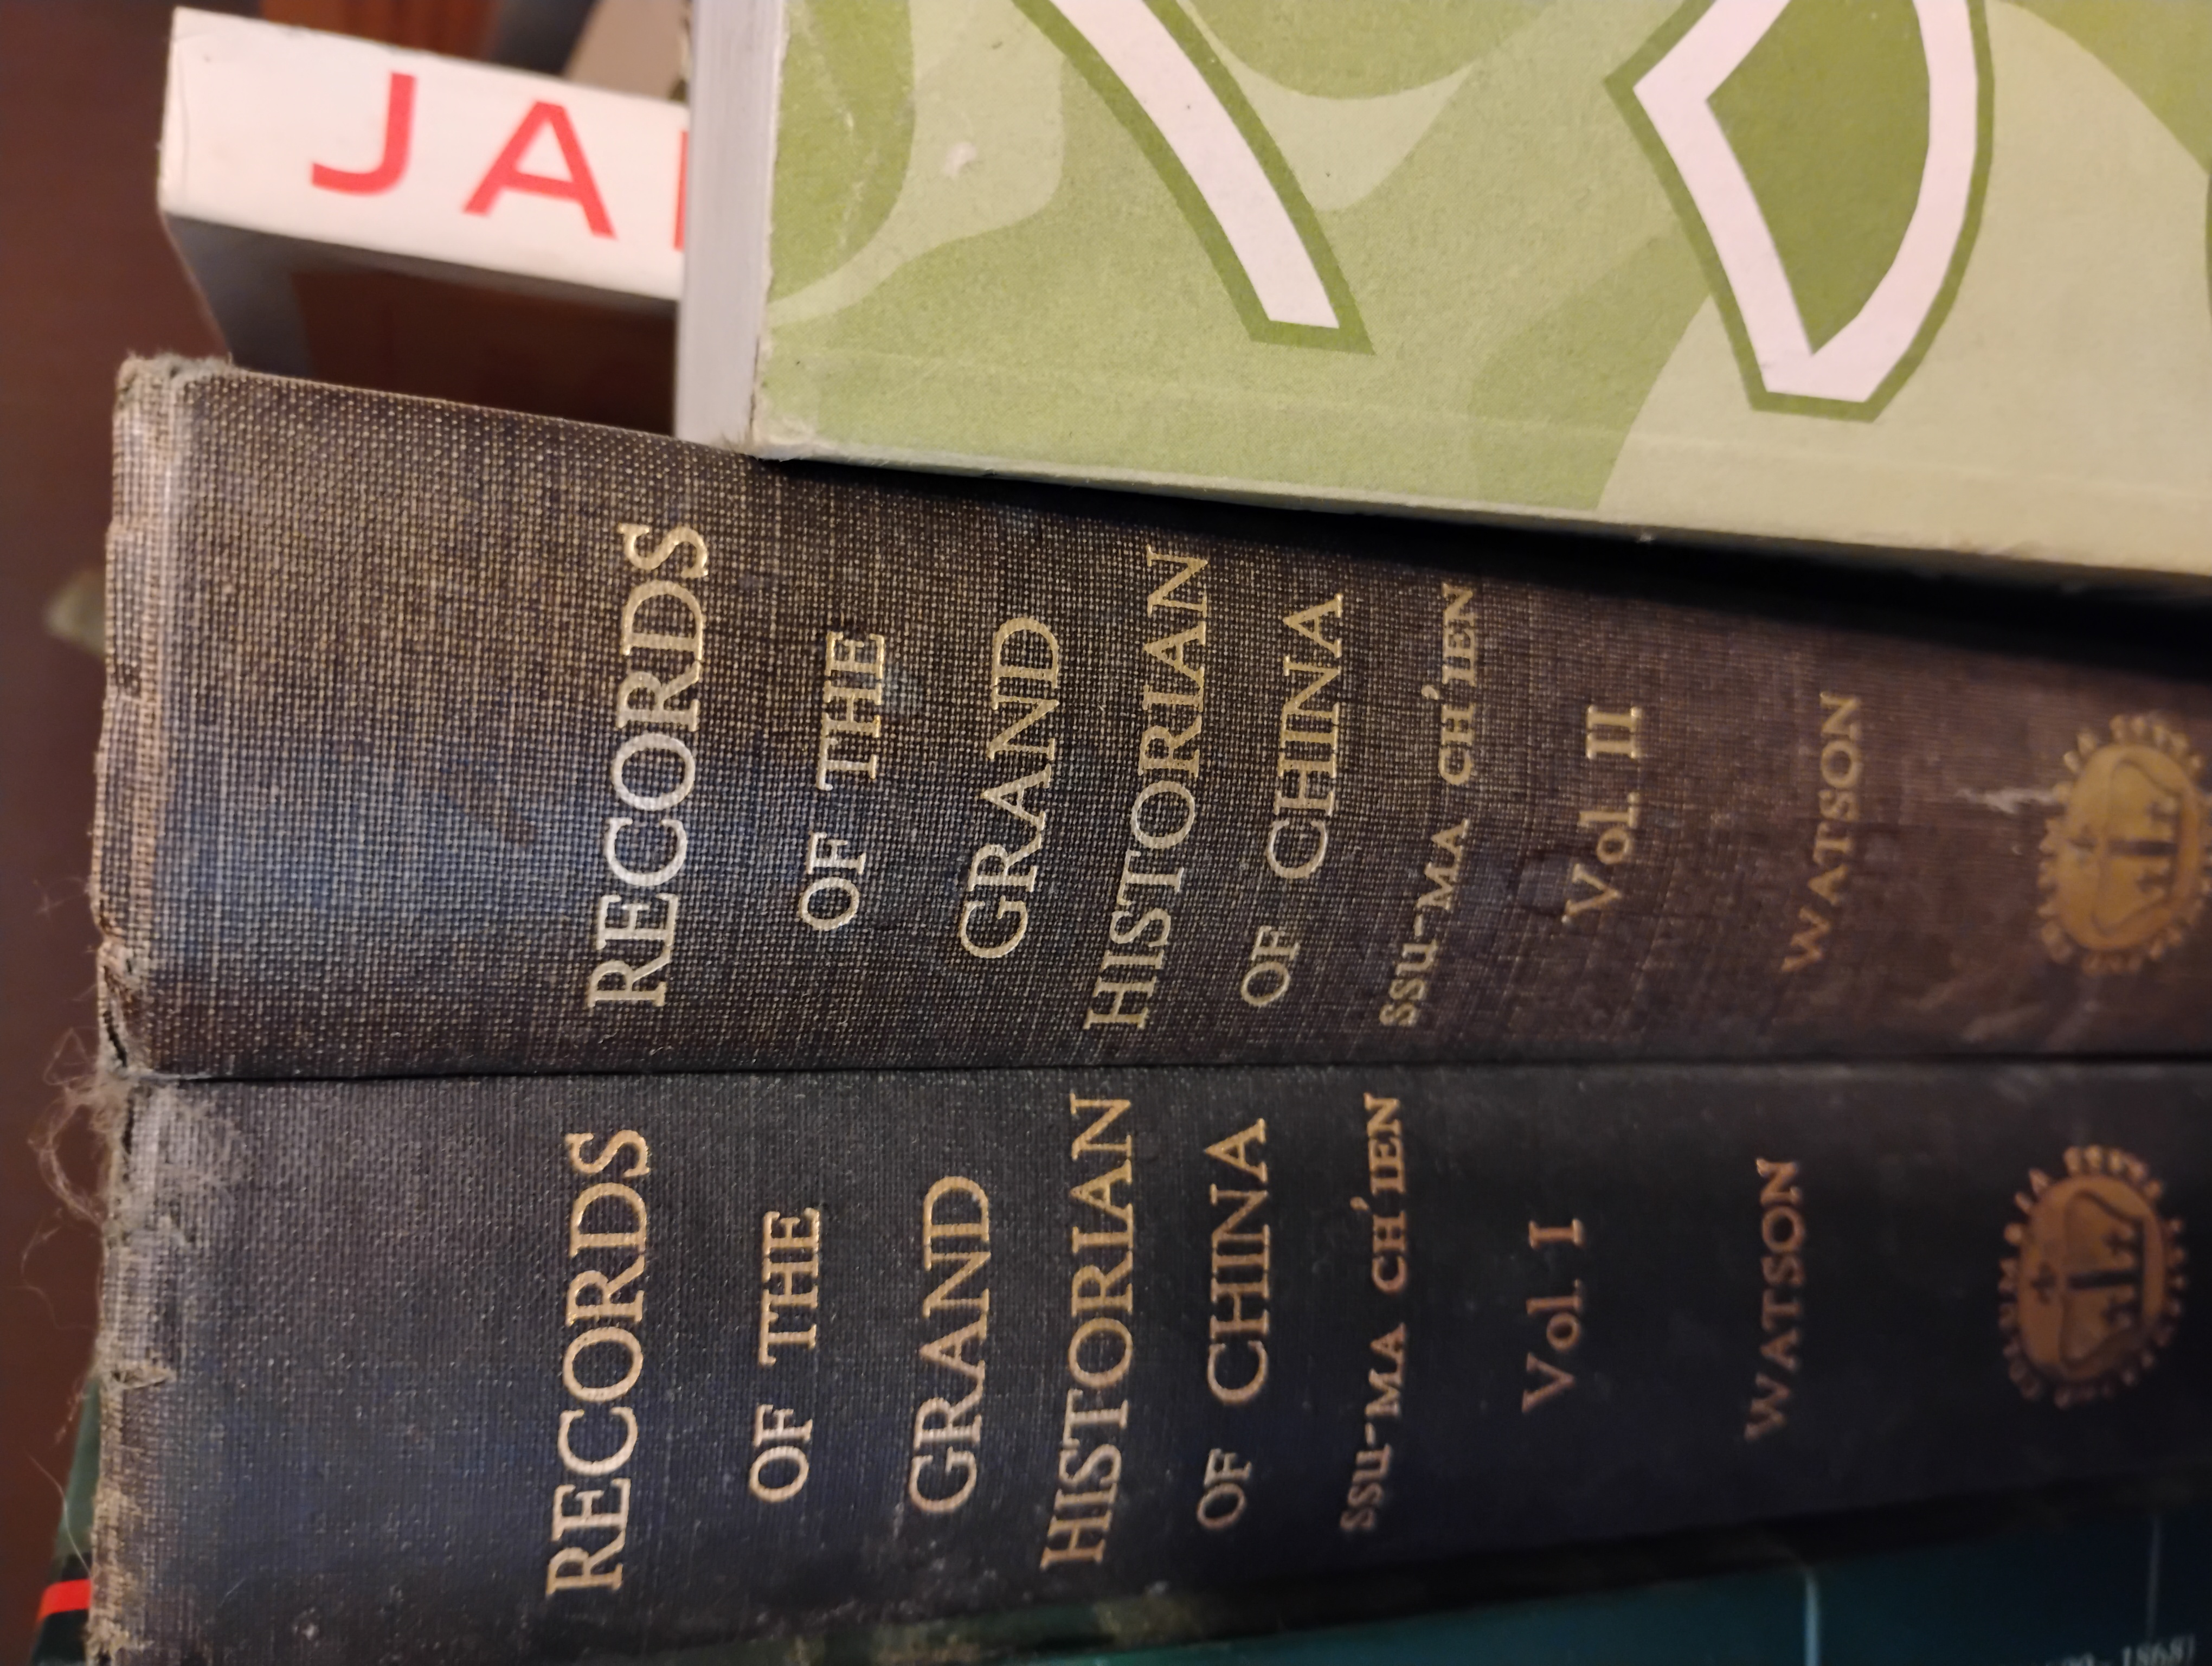 JA
RECORDS
OF THE
GRAND
HISTORIAN
OF CHINA
SSU-MA CH'IEN
Vol. II
WATSON
RECORDS
OF THE
GRAND
HISTORIAN
OF CHINA
SSU-MA CH'IEN
Vol. I
WATSON